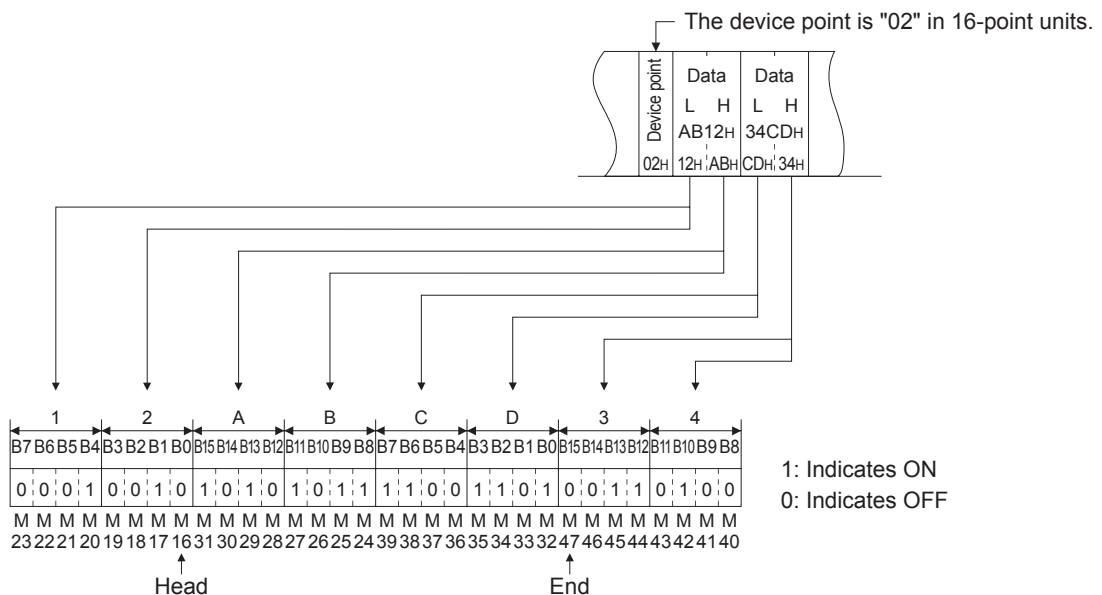 The device point is "02" in 16-point units.
Device point
Data Data
L H L H
AB12H 34CDH
02H 12H ABH CDH 34H
1 2 A B C D 3 4
B7 B6 B5 B4 B3 B2 B1 B0 B15 B14 B13 B12 B11 B10 B9 B8 B7 B6 B5 B4 B3 B2 B1 B0 B15 B14 B13 B12 B11 B10 B9 B8
0 0 0 1 0 0 1 0 1 0 1 0 1 0 1 1 1 1 0 0 1 1 0 1 0 0 1 1 0 1 0 0
1: Indicates ON
0: Indicates OFF
M M M M M M M M M M M M M M M M M M M M M M M M M M M M M M M M
23 22 21 20 19 18 17 16 31 30 29 28 27 26 25 24 39 38 37 36 35 34 33 32 47 46 45 44 43 42 41 40
Head End